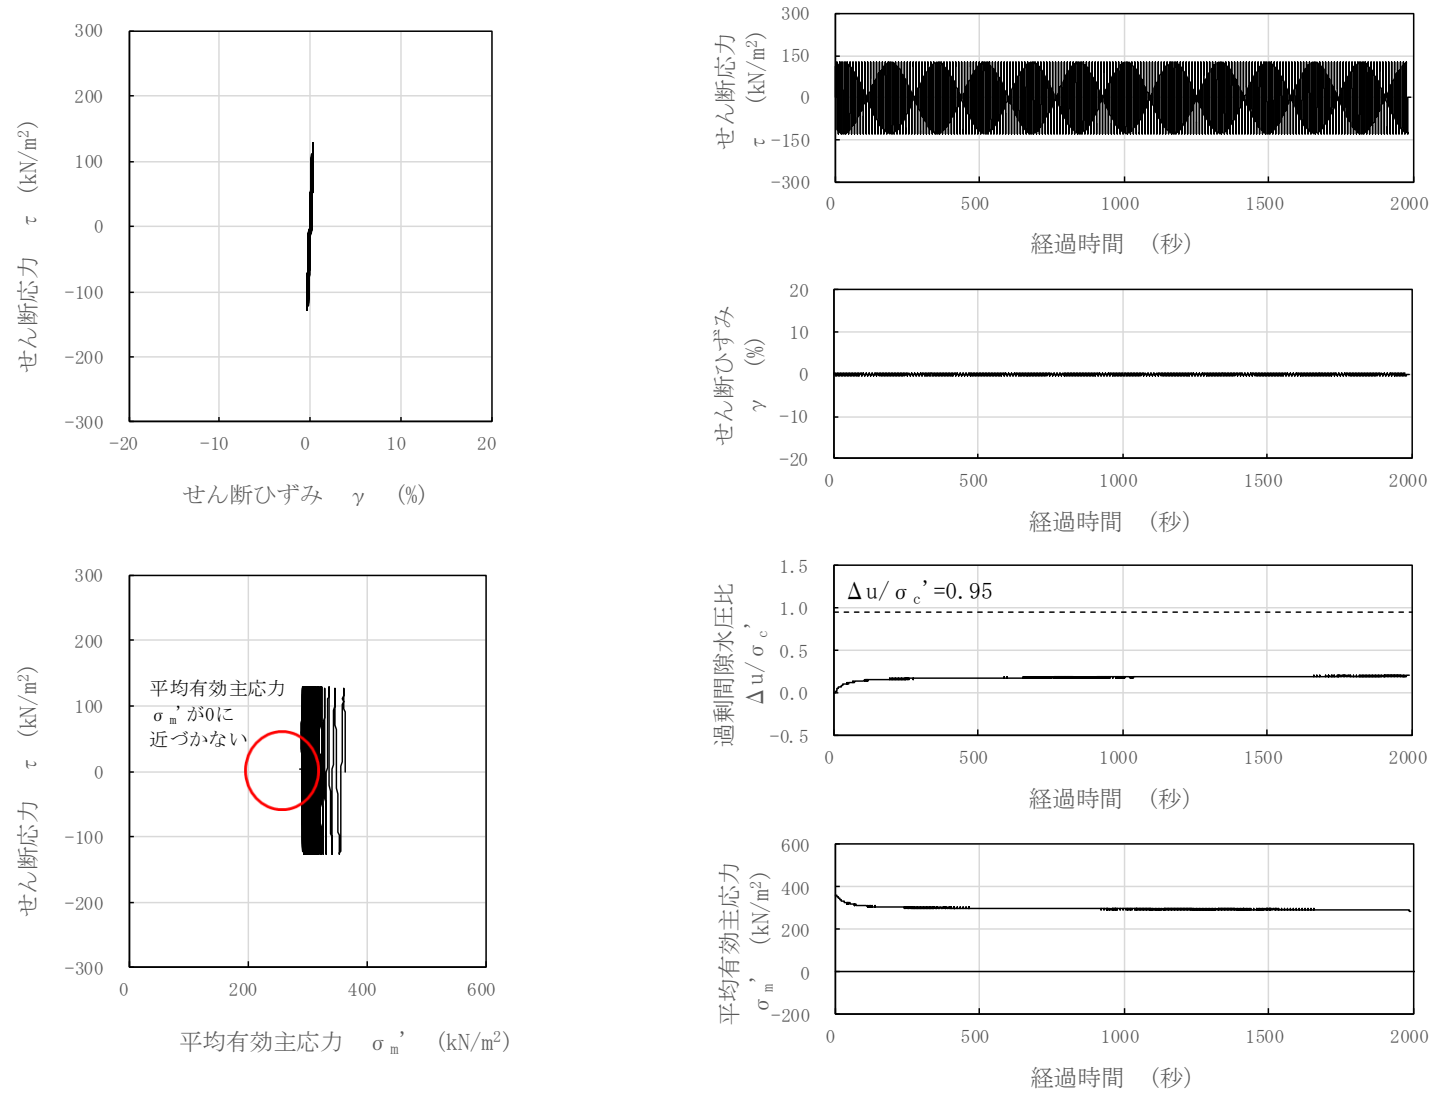 300
200
100
0
-100
-200
-300
せん断応力 τ (kN/m²)
-20 -10 0 10 20
せん断ひずみ γ (%)
300
150
0
-150
-300
せん断応力
τ (kN/m²)
0 500 1000 1500 2000
経過時間 (秒)
20
10
0
-10
-20
せん断ひずみ
γ (%)
0 500 1000 1500 2000
経過時間 (秒)
300
200
100
0
-100
-200
-300
せん断応力 τ (kN/m²)
平均有効主応力
σm'が0に
近づかない
0 200 400 600
平均有効主応力 σm' (kN/m²)
1.5
1.0
0.5
0.0
-0.5
過剰間隙水圧比
Δu/σc'
Δu/σc'=0.95
0 500 1000 1500 2000
経過時間 (秒)
600
400
200
0
-200
平均有効主応力
σm' (kN/m²)
0 500 1000 1500 2000
経過時間 (秒)